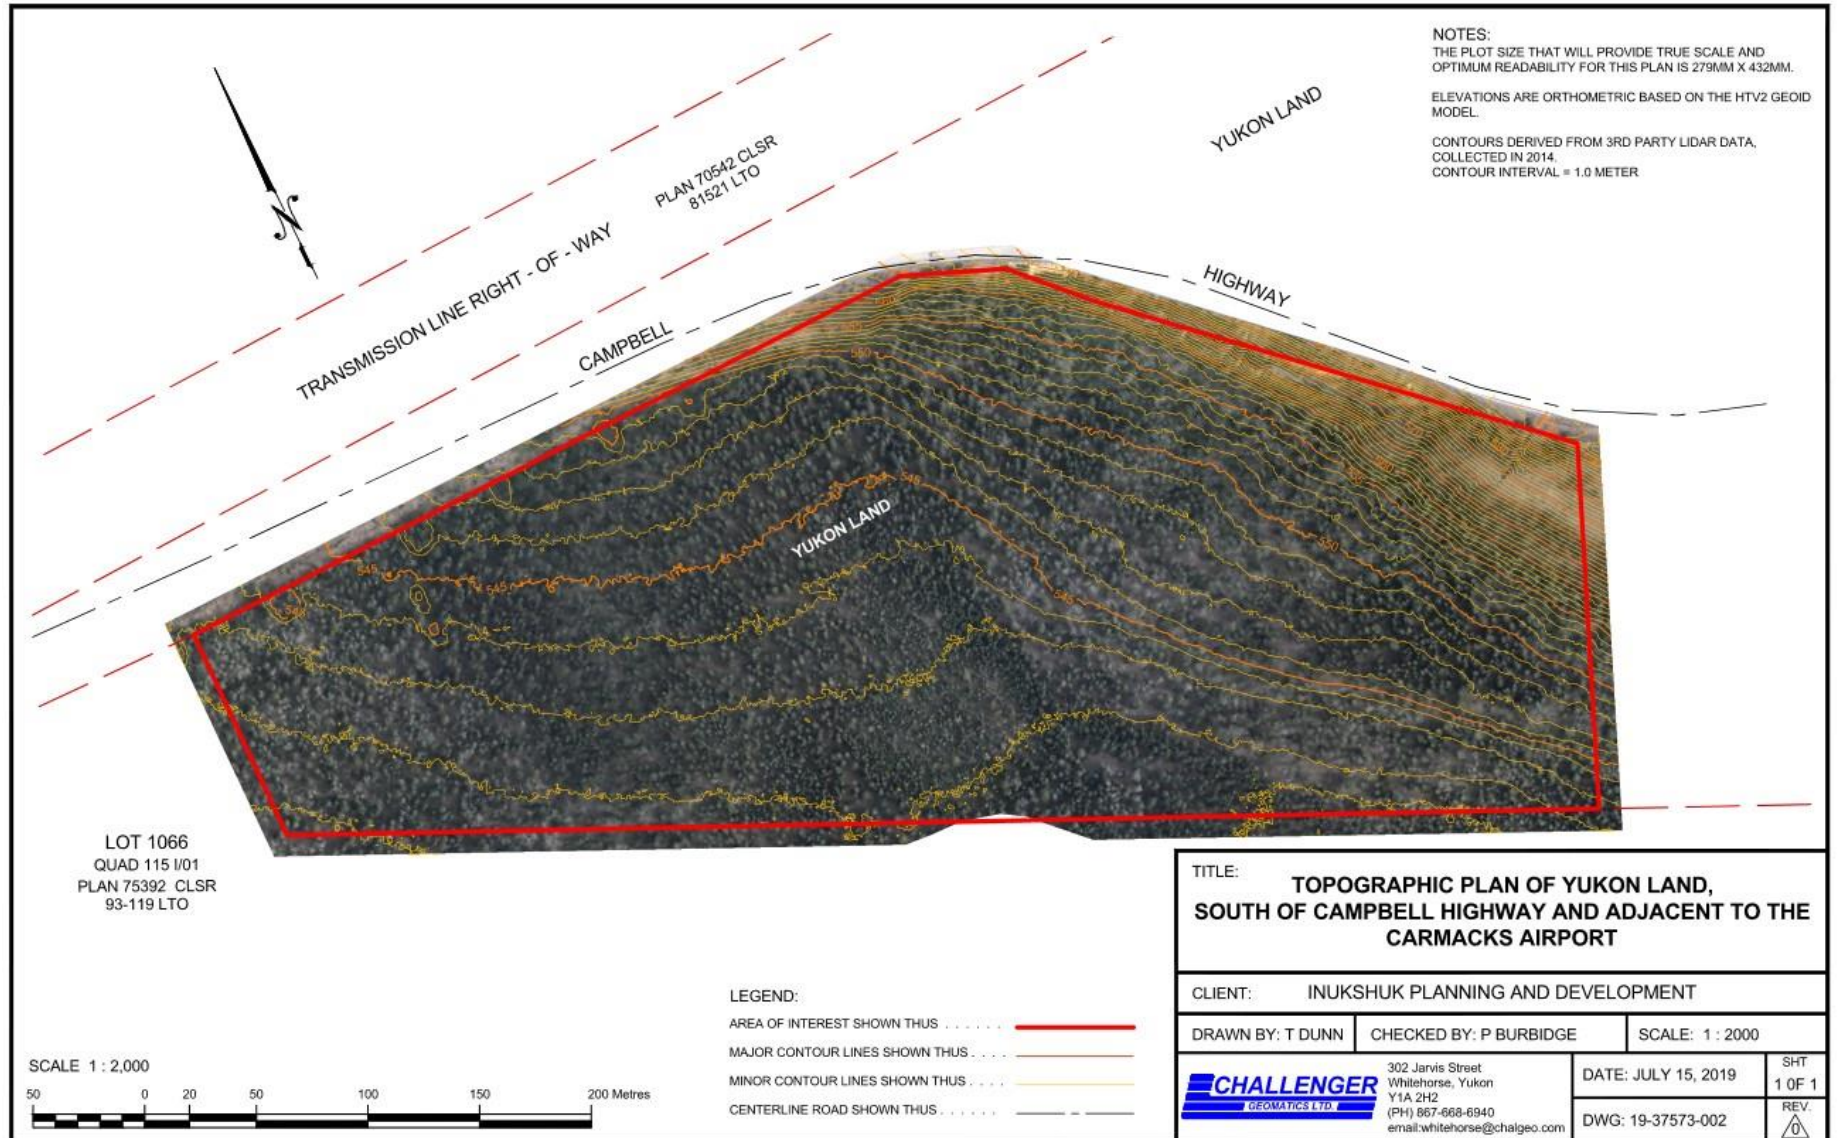 NOTES:
THE PLOT SIZE THAT WILL PROVIDE TRUE SCALE AND
OPTIMUM READABILITY FOR THIS PLAN IS 279MM X 432MM.
ELEVATIONS ARE ORTHOMETRIC BASED ON THE HTV2 GEOID
MODEL.
CONTOURS DERIVED FROM 3RD PARTY LIDAR DATA,
COLLECTED IN 2014.
CONTOUR INTERVAL = 1.0 METER
N
YUKON LAND
PLAN 70542 CLSR
81521 LTO
TRANSMISSION LINE RIGHT - OF - WAY
CAMPBELL
HIGHWAY
550
545
YUKON LAND
545
545
550
545
LOT 1066
QUAD 115 I/01
PLAN 75392 CLSR
93-119 LTO
TITLE:
TOPOGRAPHIC PLAN OF YUKON LAND,
SOUTH OF CAMPBELL HIGHWAY AND ADJACENT TO THE
CARMACKS AIRPORT
CLIENT: INUKSHUK PLANNING AND DEVELOPMENT
DRAWN BY: T DUNN
CHECKED BY: P BURBIDGE
SCALE: 1 : 2000
CHALLENGER
GEOMATICS LTD.
302 Jarvis Street
Whitehorse, Yukon
Y1A 2H2
(PH) 867-668-6940
email:whitehorse@chalgeo.com
DATE: JULY 15, 2019
SHT
1 OF 1
DWG: 19-37573-002
REV.
0
LEGEND:
AREA OF INTEREST SHOWN THUS . . . . . .
MAJOR CONTOUR LINES SHOWN THUS . . . .
MINOR CONTOUR LINES SHOWN THUS . . . .
CENTERLINE ROAD SHOWN THUS . . . . . .
SCALE 1 : 2,000
50 0 20 50 100 150 200 Metres